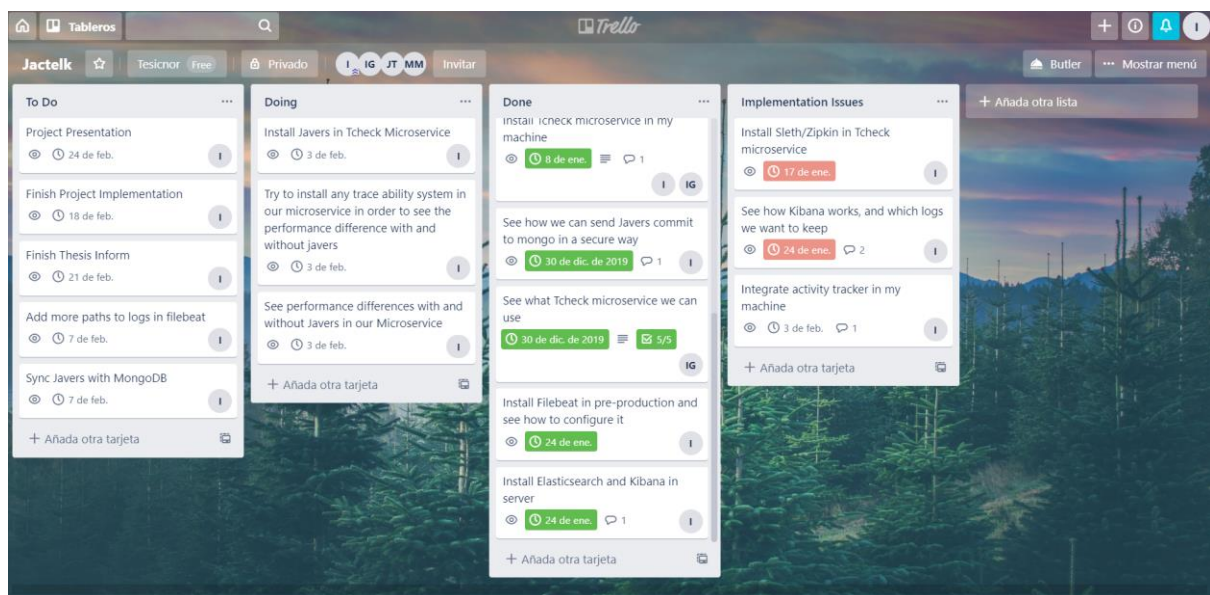 Tableros
Trello
I
Jactelk
Tesicnor Free
Privado
I IG JT MM
Invitar
Butler
Mostrar menú
To Do
Project Presentation
24 de feb.
I
Finish Project Implementation
18 de feb.
I
Finish Thesis Inform
21 de feb.
I
Add more paths to logs in filebeat
7 de feb.
I
Sync Javers with MongoDB
7 de feb.
I
+ Añada otra tarjeta
Doing
Install Javers in Tcheck Microservice
3 de feb.
I
Try to install any trace ability system in
our microservice in order to see the
performance difference with and
without javers
3 de feb.
I
See performance differences with and
without Javers in our Microservice
3 de feb.
I
+ Añada otra tarjeta
Done
Install Tcheck microservice in my
machine
8 de ene. 1
I IG
See how we can send Javers commit
to mongo in a secure way
30 de dic. de 2019 1
I
See what Tcheck microservice we can
use
30 de dic. de 2019 5/5
IG
Install Filebeat in pre-production and
see how to configure it
24 de ene.
I
Install Elasticsearch and Kibana in
server
24 de ene. 1
I
+ Añada otra tarjeta
Implementation Issues
Install Sleth/Zipkin in Tcheck
microservice
17 de ene.
I
See how Kibana works, and which logs
we want to keep
24 de ene. 2
I
Integrate activity tracker in my
machine
3 de feb. 1
I
+ Añada otra tarjeta
+ Añada otra lista